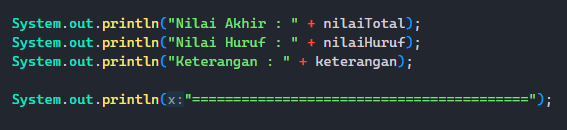 System.out.println("Nilai Akhir : " + nilaiTotal);
System.out.println("Nilai Huruf : " + nilaiHuruf);
System.out.println("Keterangan : " + keterangan);
System.out.println(x:"=========================================");